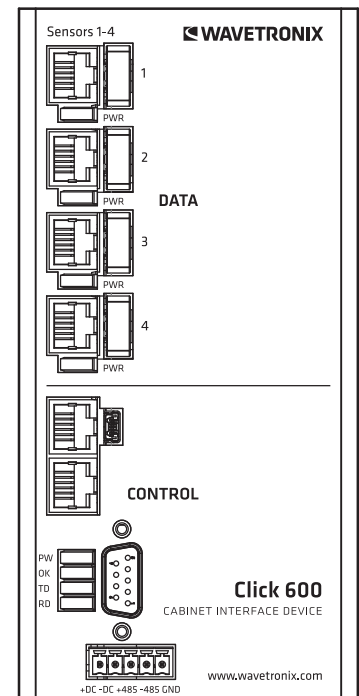 Sensors 1-4
WAVETRONIX
1
PWR
2
PWR
DATA
3
PWR
4
PWR
CONTROL
PW
OK
TD
RD
Click 600
CABINET INTERFACE DEVICE
www.wavetronix.com
+DC -DC +485 -485 GND